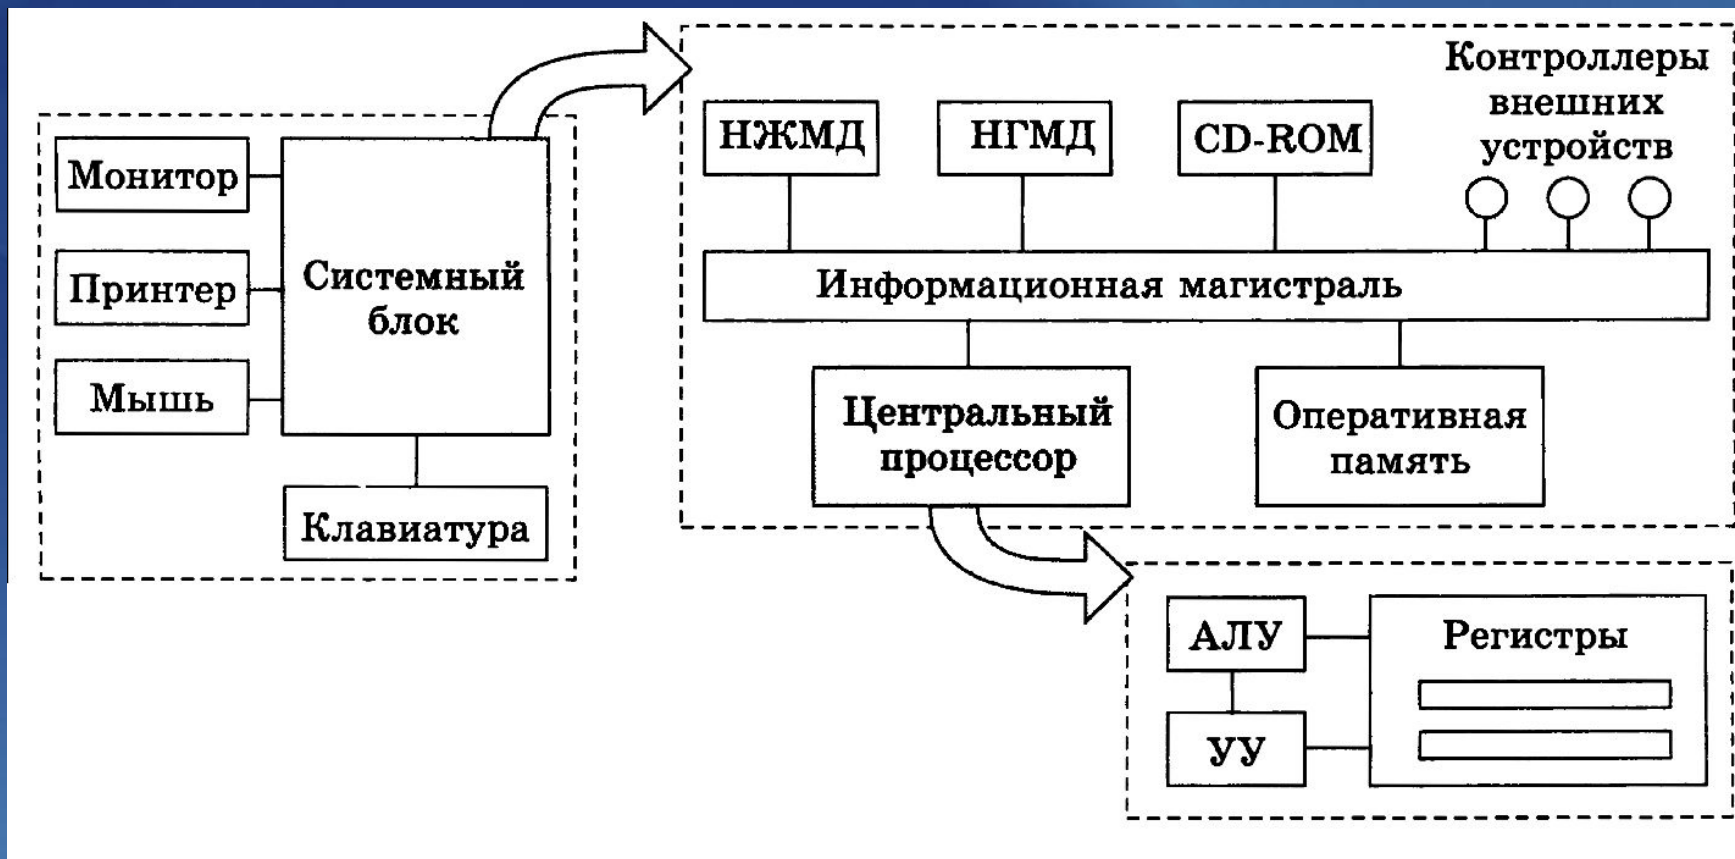 Монитор
Принтер
Мышь
Системный
блок
Клавиатура
НЖМД
НГМД
CD-ROM
Контроллеры
внешних
устройств
Информационная магистраль
Центральный
процессор
Оперативная
память
АЛУ
УУ
Регистры